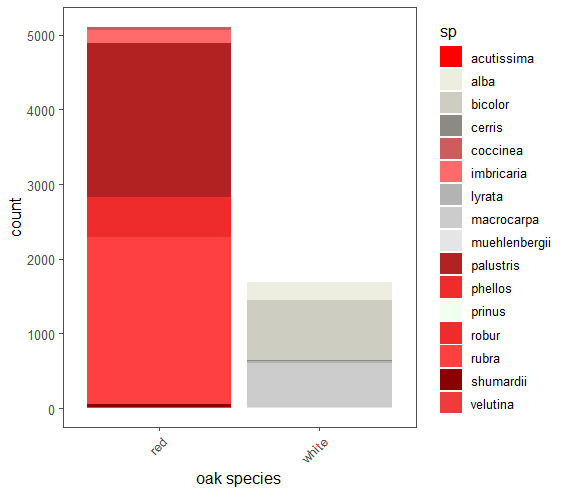 5000
4000
3000
2000
1000
0
count
red
white
oak species
sp
acutissima
alba
bicolor
cerris
coccinea
imbricaria
lyrata
macrocarpa
muehlenbergii
palustris
phellos
prinus
robur
rubra
shumardii
velutina